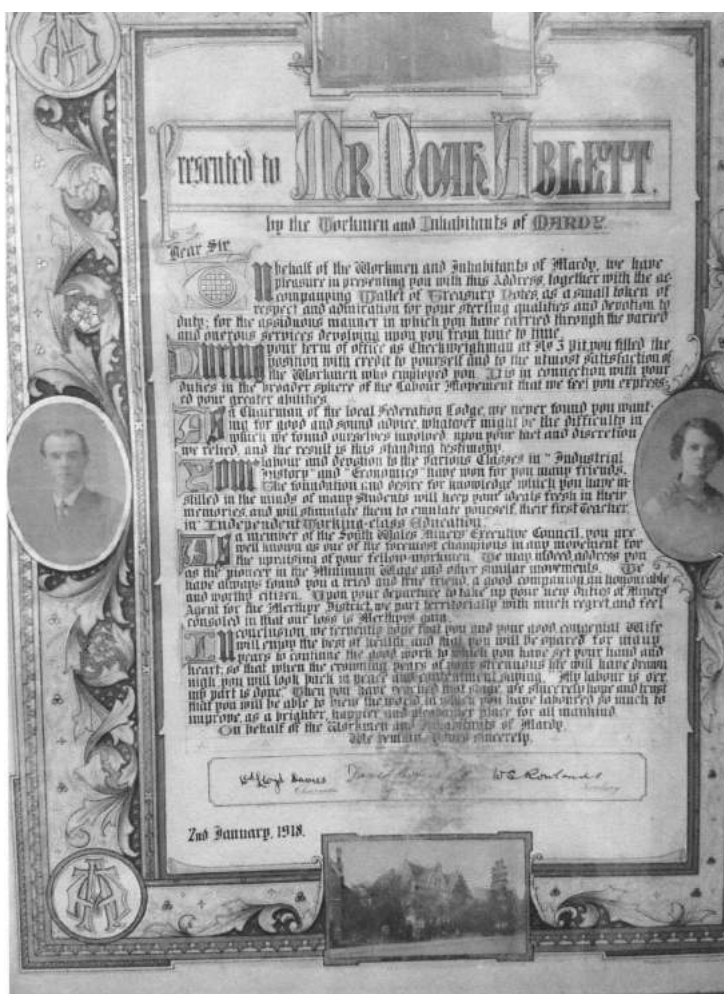 Presented to Mr Noah Ablett.
by the Workmen and Inhabitants of MARDY.
Dear Sir
On behalf of the Workmen and Inhabitants of Mardy, we have
pleasure in presenting you with this Address, together with the ac-
companying Wallet of Treasury Notes, as a small token of
respect and admiration for your sterling qualities and devotion to
duty; for the assiduous manner in which you have carried through the varied
and onerous services devolving upon you from time to time.
During your term of office as Checkweighman at No 3 pit, you filled the
position with credit to yourself and to the utmost satisfaction of
the Workmen who employed you. It is in connection with your
duties in the broader sphere of the Labour Movement that we feel you express-
ed your greater abilities.
As Chairman of the local Federation Lodge, we never found you want-
ing for good and sound advice, whatever might be the difficulty in
which we found ourselves involved, upon your tact and discretion
we relied, and the result is this standing testimony.
Your labour and devotion to the various Classes in "Industrial
History" and "Economics" have won for you many friends.
The foundation and desire for knowledge which you have in-
stilled in the minds of many Students will keep your ideals fresh in their
memories, and will stimulate them to emulate yourself, their first Teacher
in "Independent Working-class Education."
As a member of the South Wales Miners Executive Council, you are
well known as one of the foremost champions in any movement for
the upraising of your fellow-workmen. We may indeed address you
as the pioneer in the Minimum Wage and other similar movements. We
have always found you a tried and true friend, a good companion, an honourable
and worthy citizen. Upon your departure to take up your new duties of Miners'
Agent for the Merthyr District, we part territorially with much regret, and feel
consoled in that our loss is Merthyr's gain.
In conclusion, we fervently hope that you and your good, congenial Wife
will enjoy the best of health, and that you will be spared for many
years to continue the good work to which you have set your hand and
heart; so that when the crowning years of your strenuous life will have drawn
nigh, you will look back in peace and contentment saying "My labour is o'er,
my part is done." When you have reached that stage, we sincerely hope and trust
that you will be able to view the world, in which you have laboured so much to
improve, as a brighter, happier and pleasanter place for all mankind.
On behalf of the Workmen and Inhabitants of Mardy,
We remain, Yours sincerely,
Wm Lloyd Davies David W E Rowlands
Chairman
2nd January, 1918.